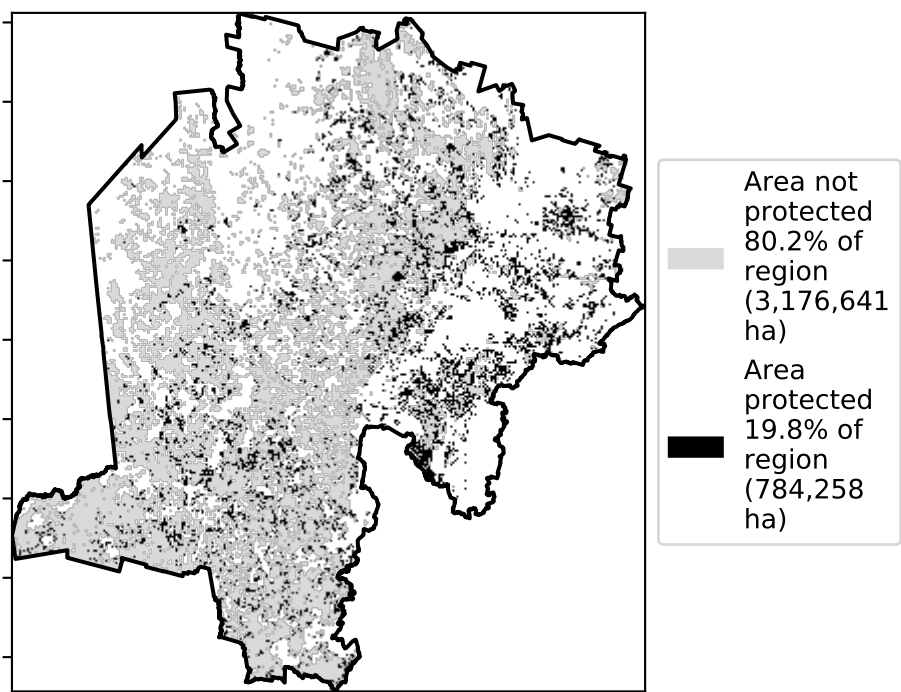 Area not
protected
80.2% of
region
(3,176,641
ha)
Area
protected
19.8% of
region
(784,258
ha)